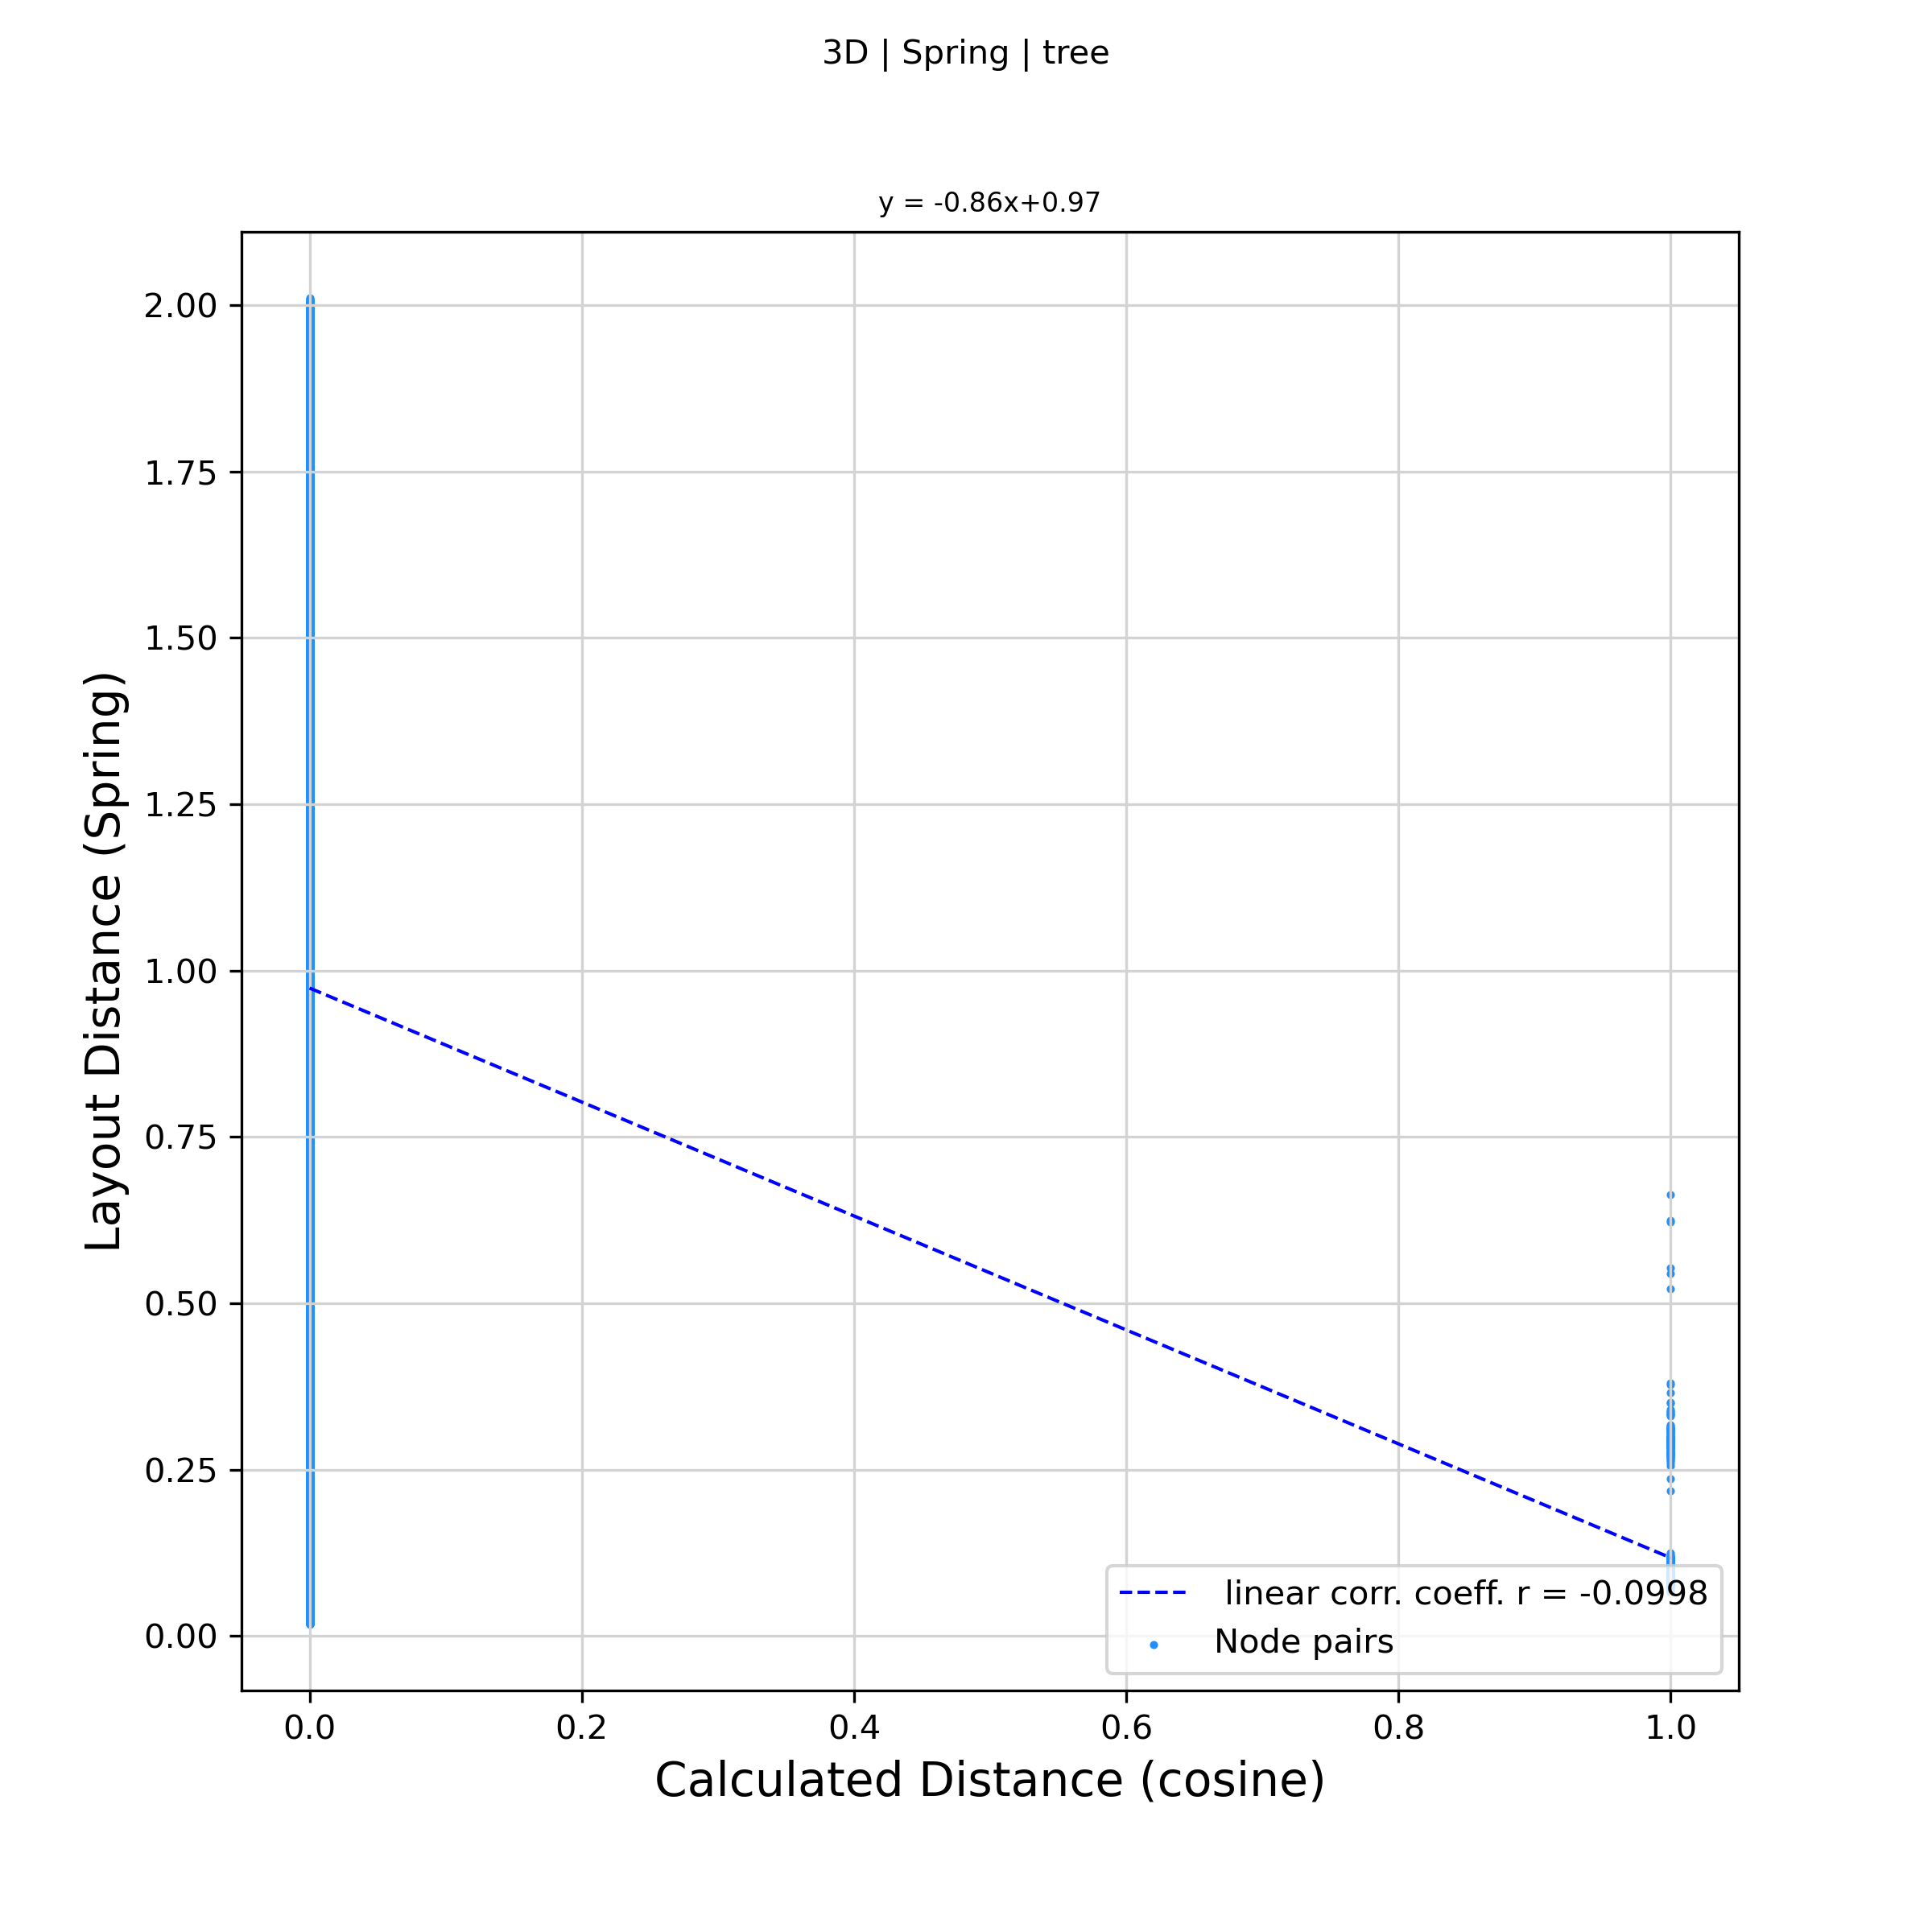 3D | Spring | tree
y = -0.86x+0.97
2.00
1.75
1.50
1.25
1.00
0.75
0.50
0.25
0.00
Layout Distance (Spring)
linear corr. coeff. r = -0.0998
Node pairs
0.0 0.2 0.4 0.6 0.8 1.0
Calculated Distance (cosine)